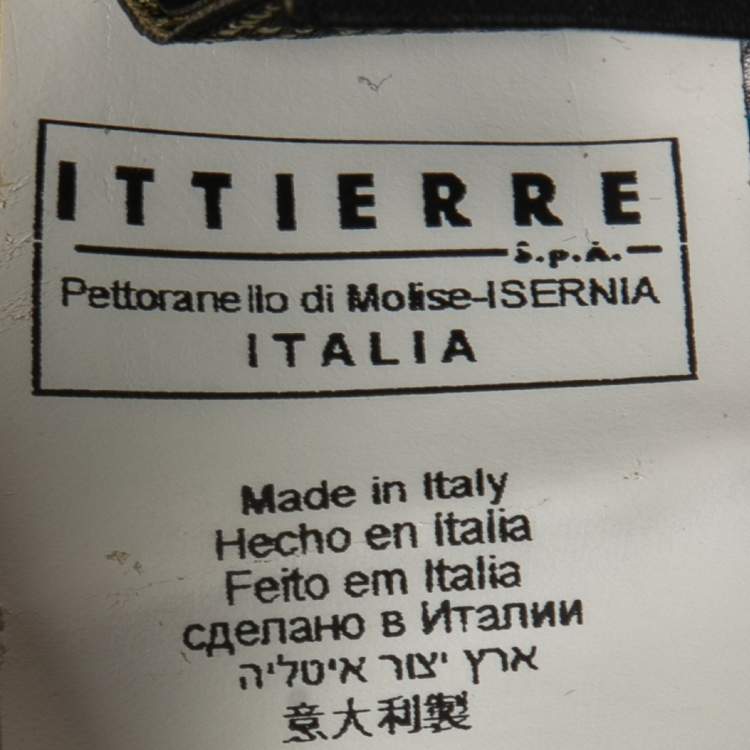 ITTIERRE
S.p.A.
Pettoranello di Molise-ISERNIA
ITALIA
Made in Italy
Hecho en Italia
Feito em Italia
сделано в Италии
ארץ יצור איטליה
意大利製